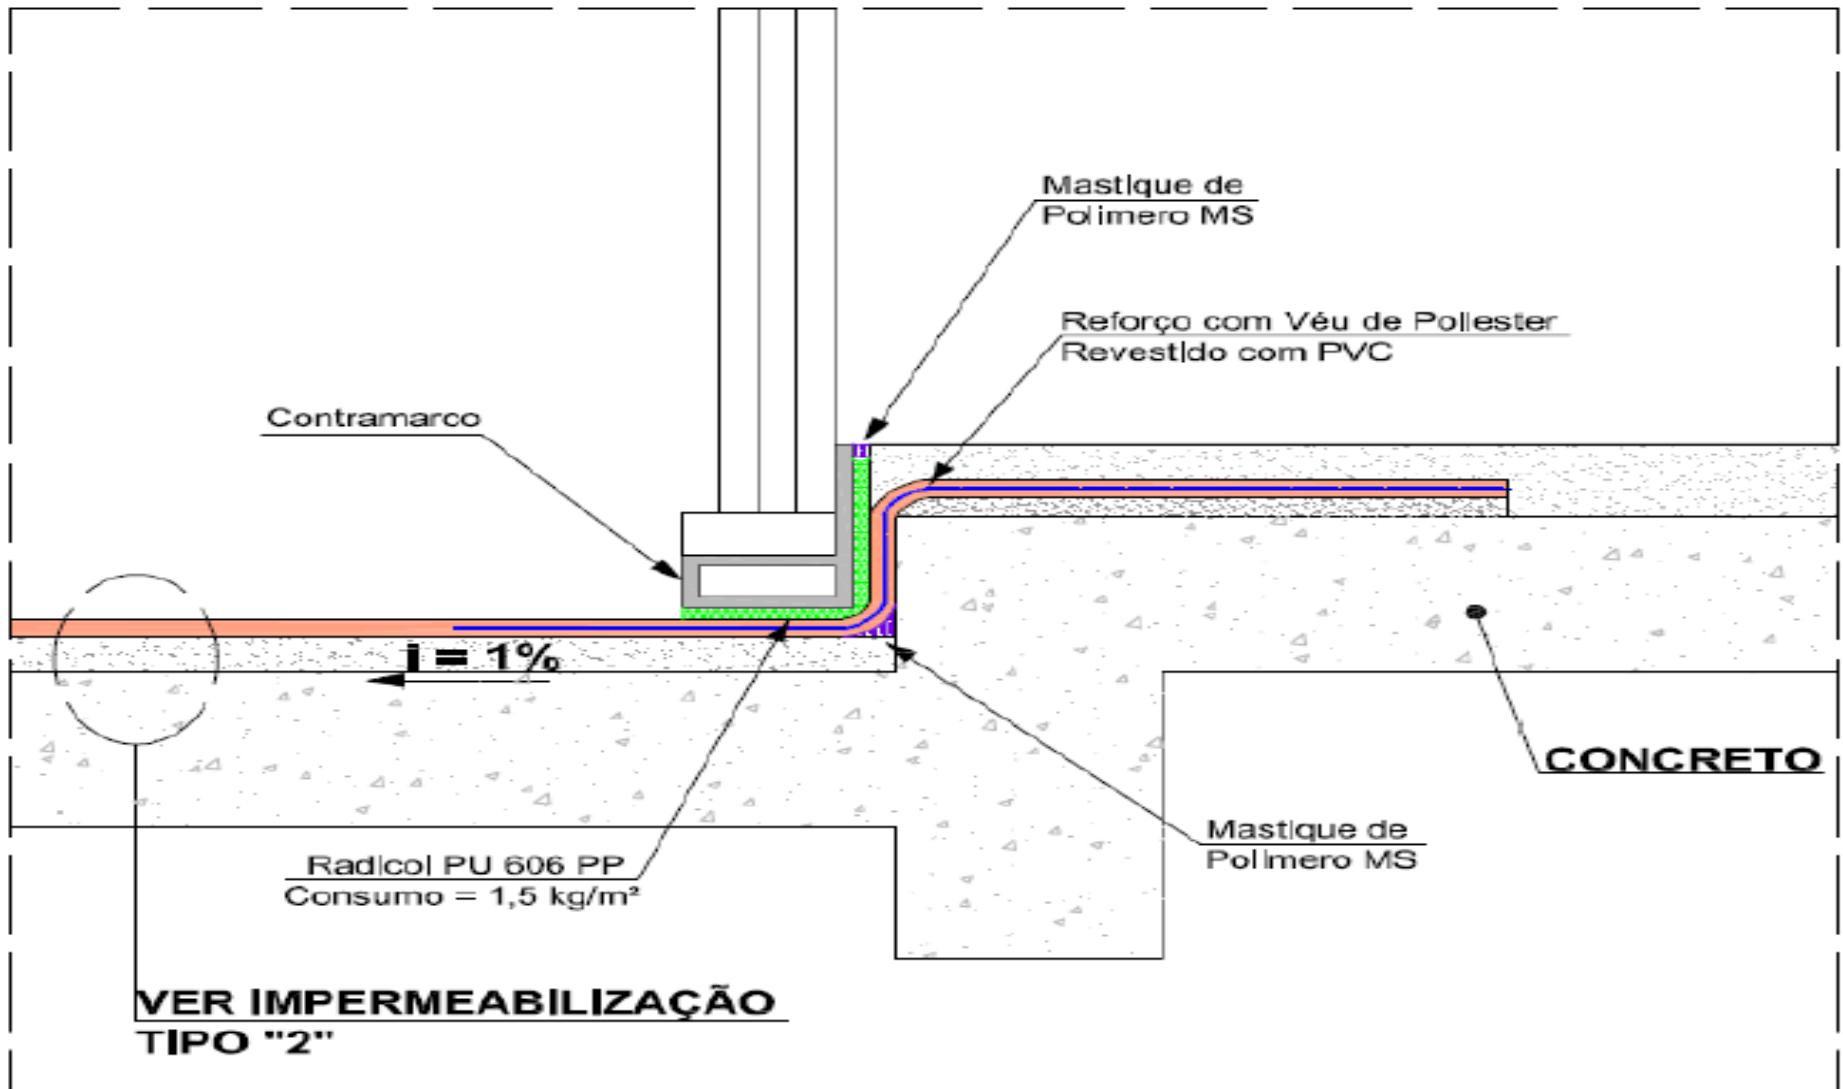 Mastique de
Polimero MS
Reforço com Véu de Poliester
Revestido com PVC
Contramarco
i = 1%
CONCRETO
Mastique de
Polimero MS
Radicol PU 606 PP
Consumo = 1,5 kg/m²
VER IMPERMEABILIZAÇÃO
TIPO "2"